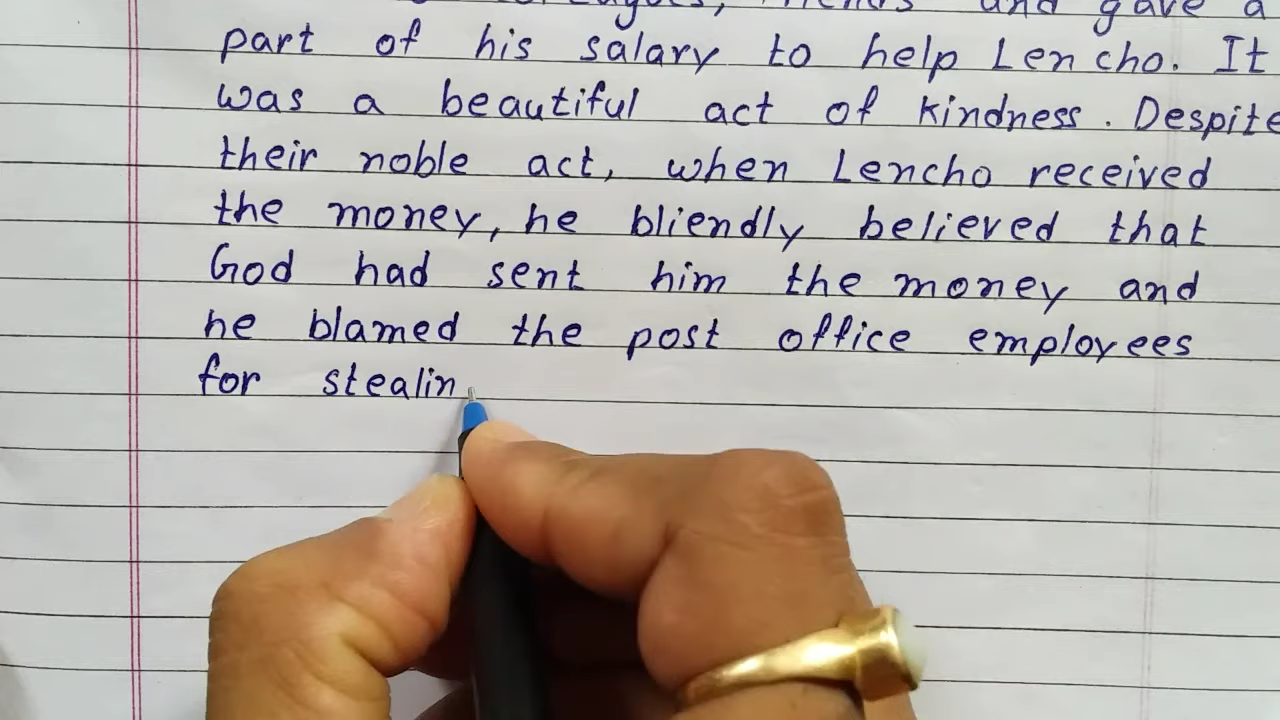 and gave a
part of his salary to help Lencho. It
was a beautiful act of kindness. Despite
their noble act, when Lencho received
the money, he bliendly believed that
God had sent him the money and
he blamed the post office employees
for stealin